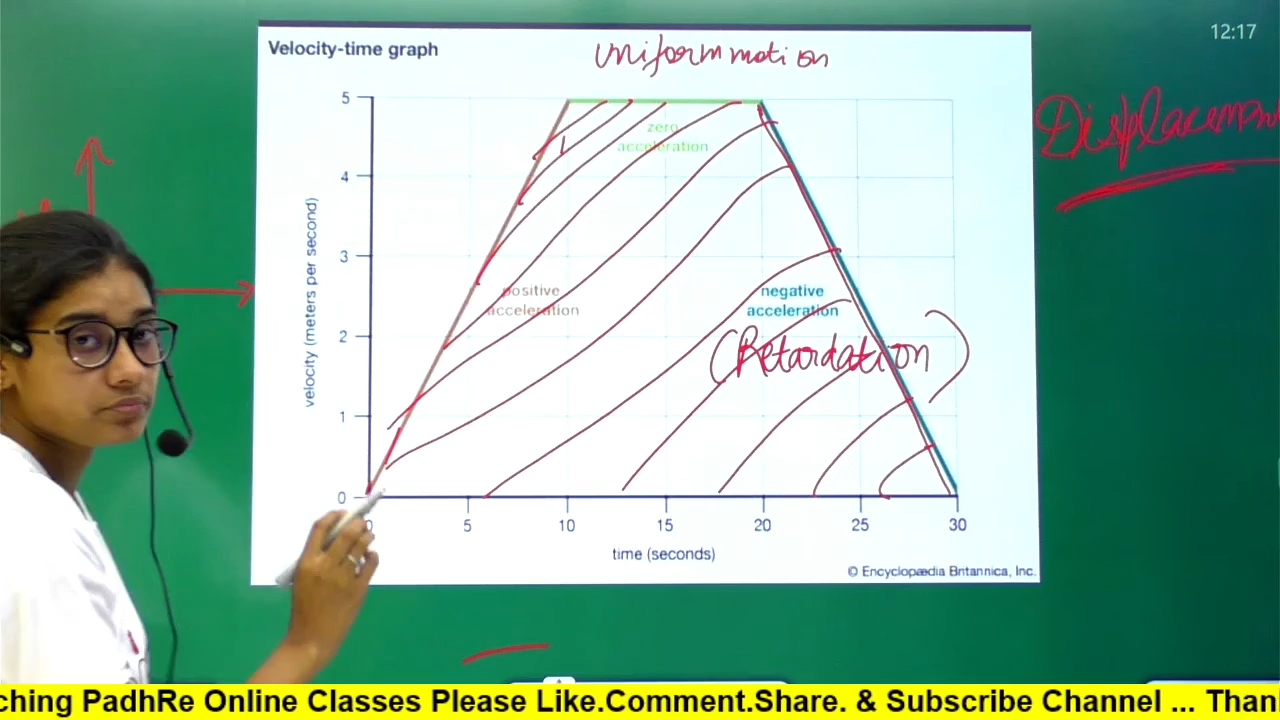 12:17
Velocity-time graph
Uniform motion
Displacement
5
4
3
2
1
0
velocity (meters per second)
zero
acceleration
positive
acceleration
negative
acceleration
(Retardation)
0 5 10 15 20 25 30
time (seconds)
© Encyclopædia Britannica, Inc.
ching PadhRe Online Classes Please Like.Comment.Share. & Subscribe Channel ... Than